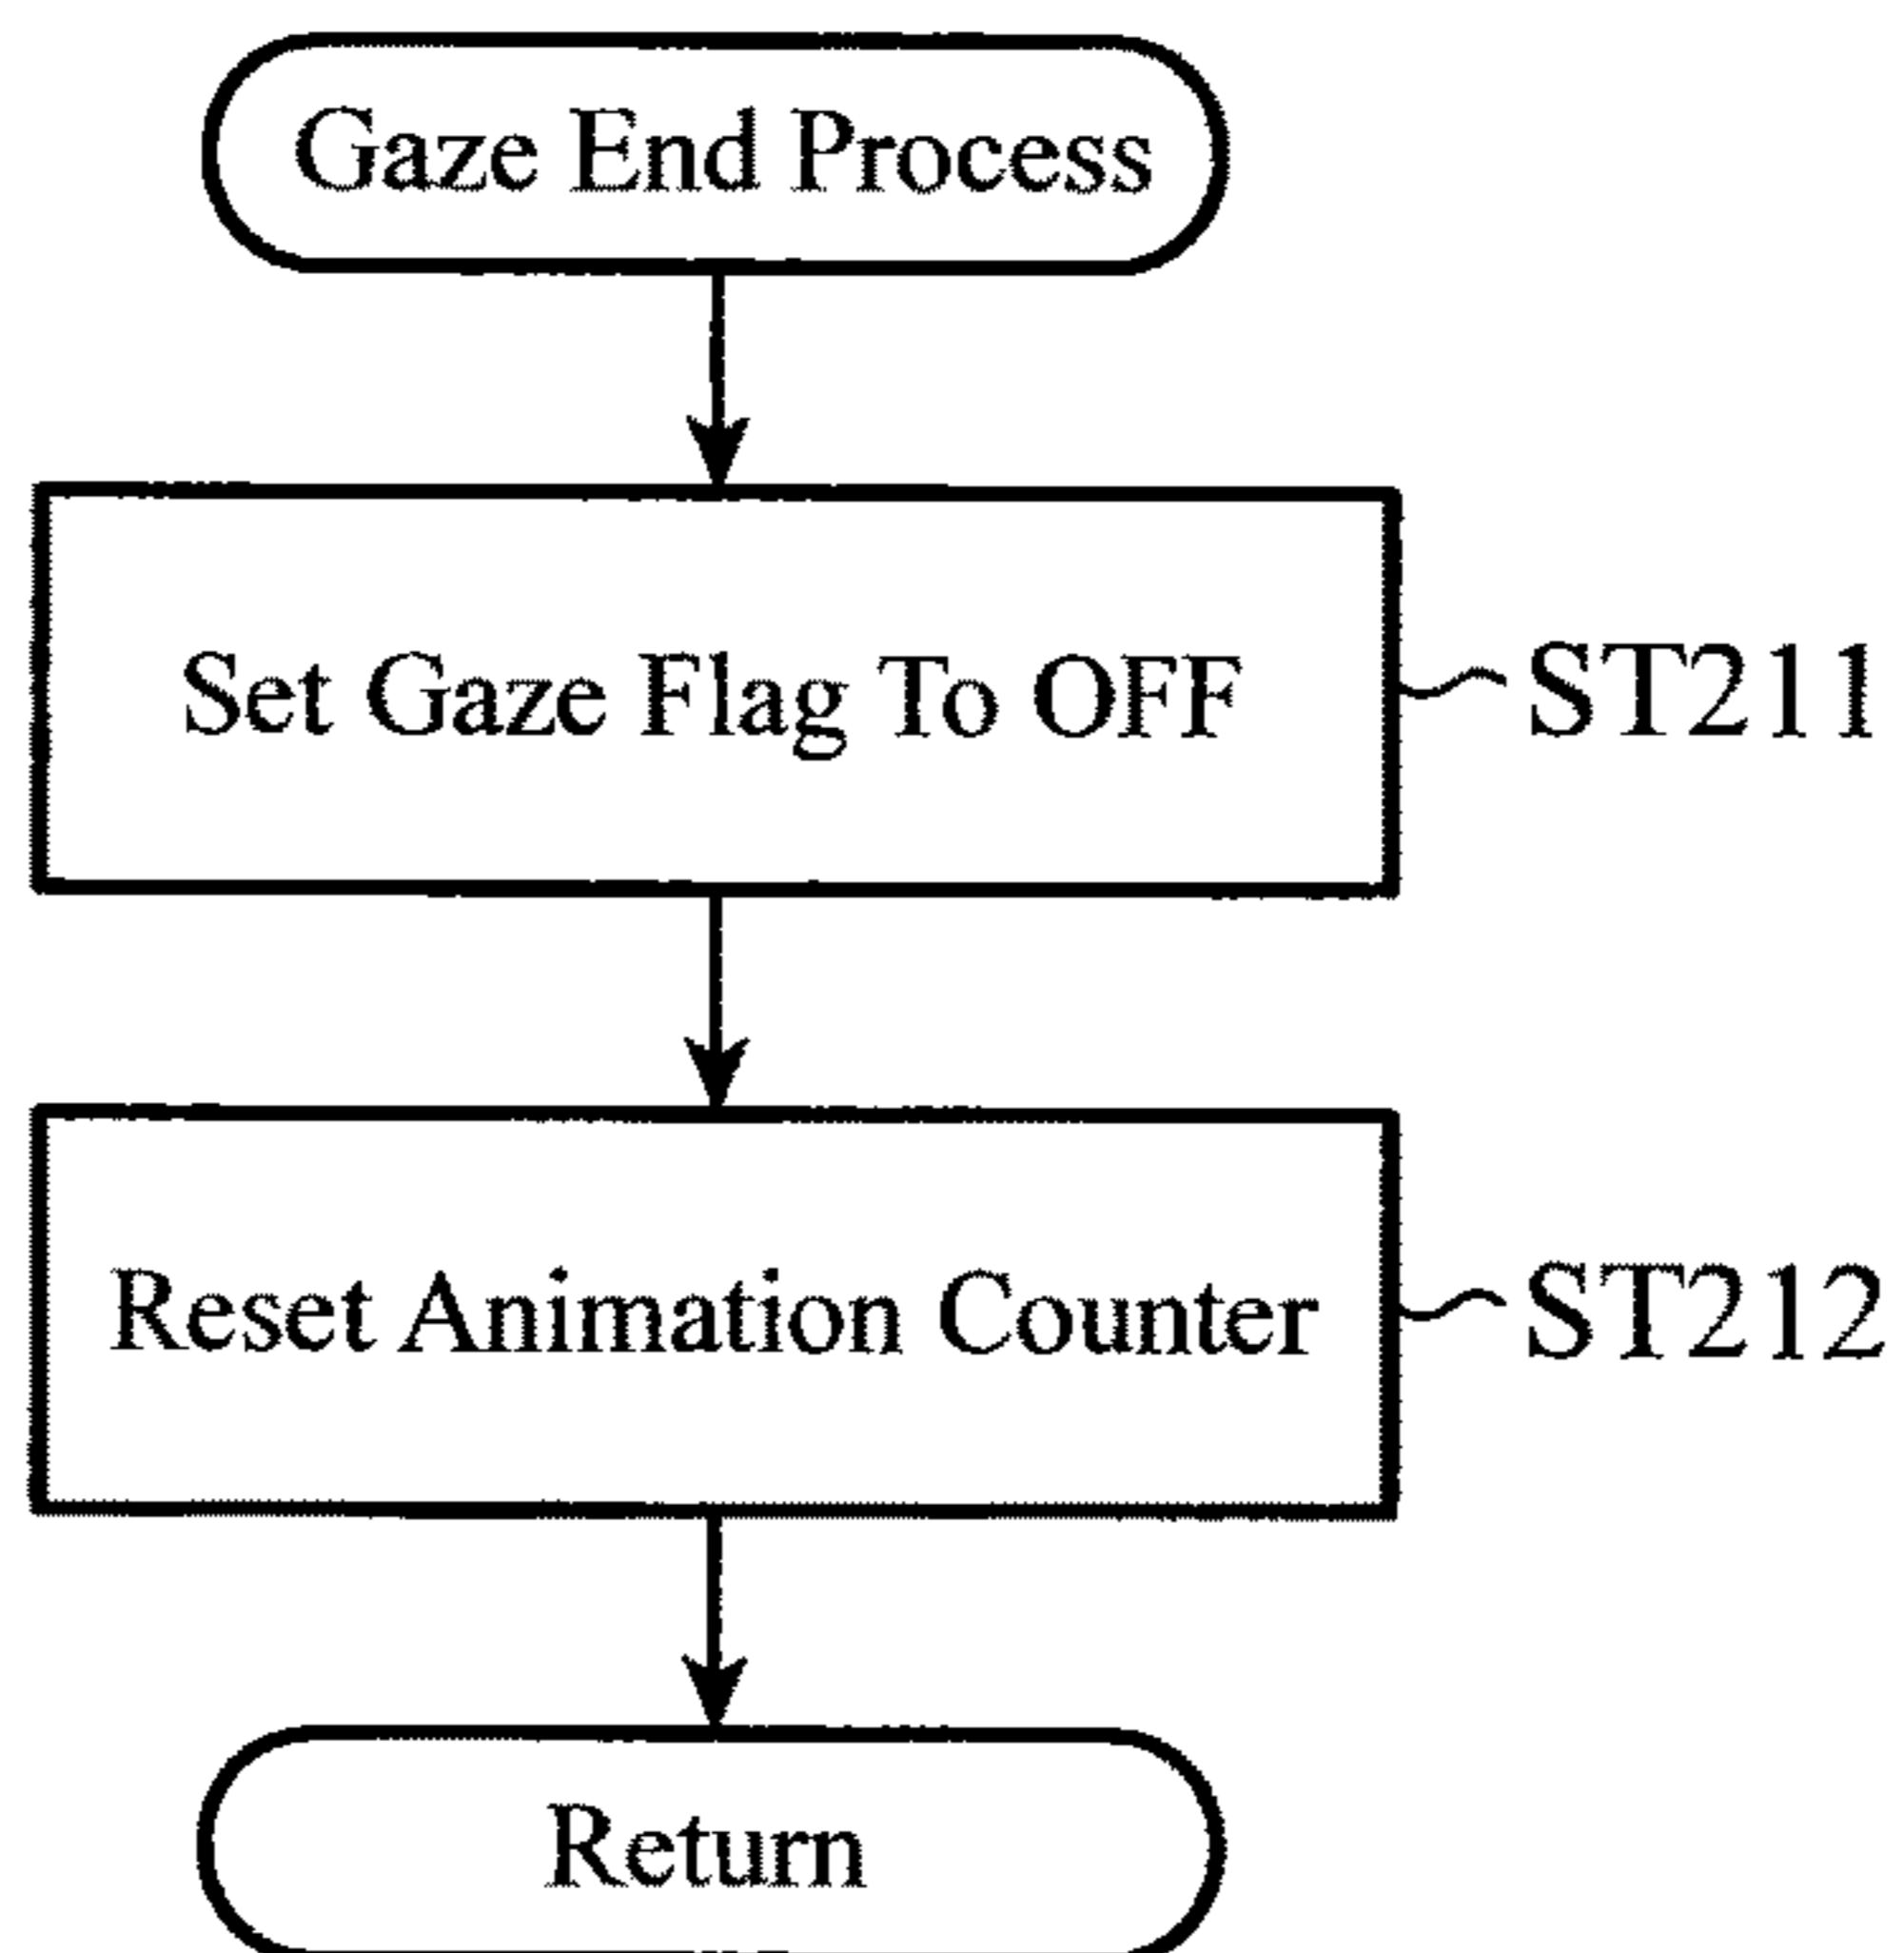 Gaze End Process
Set Gaze Flag To OFF
ST211
Reset Animation Counter
ST212
Return